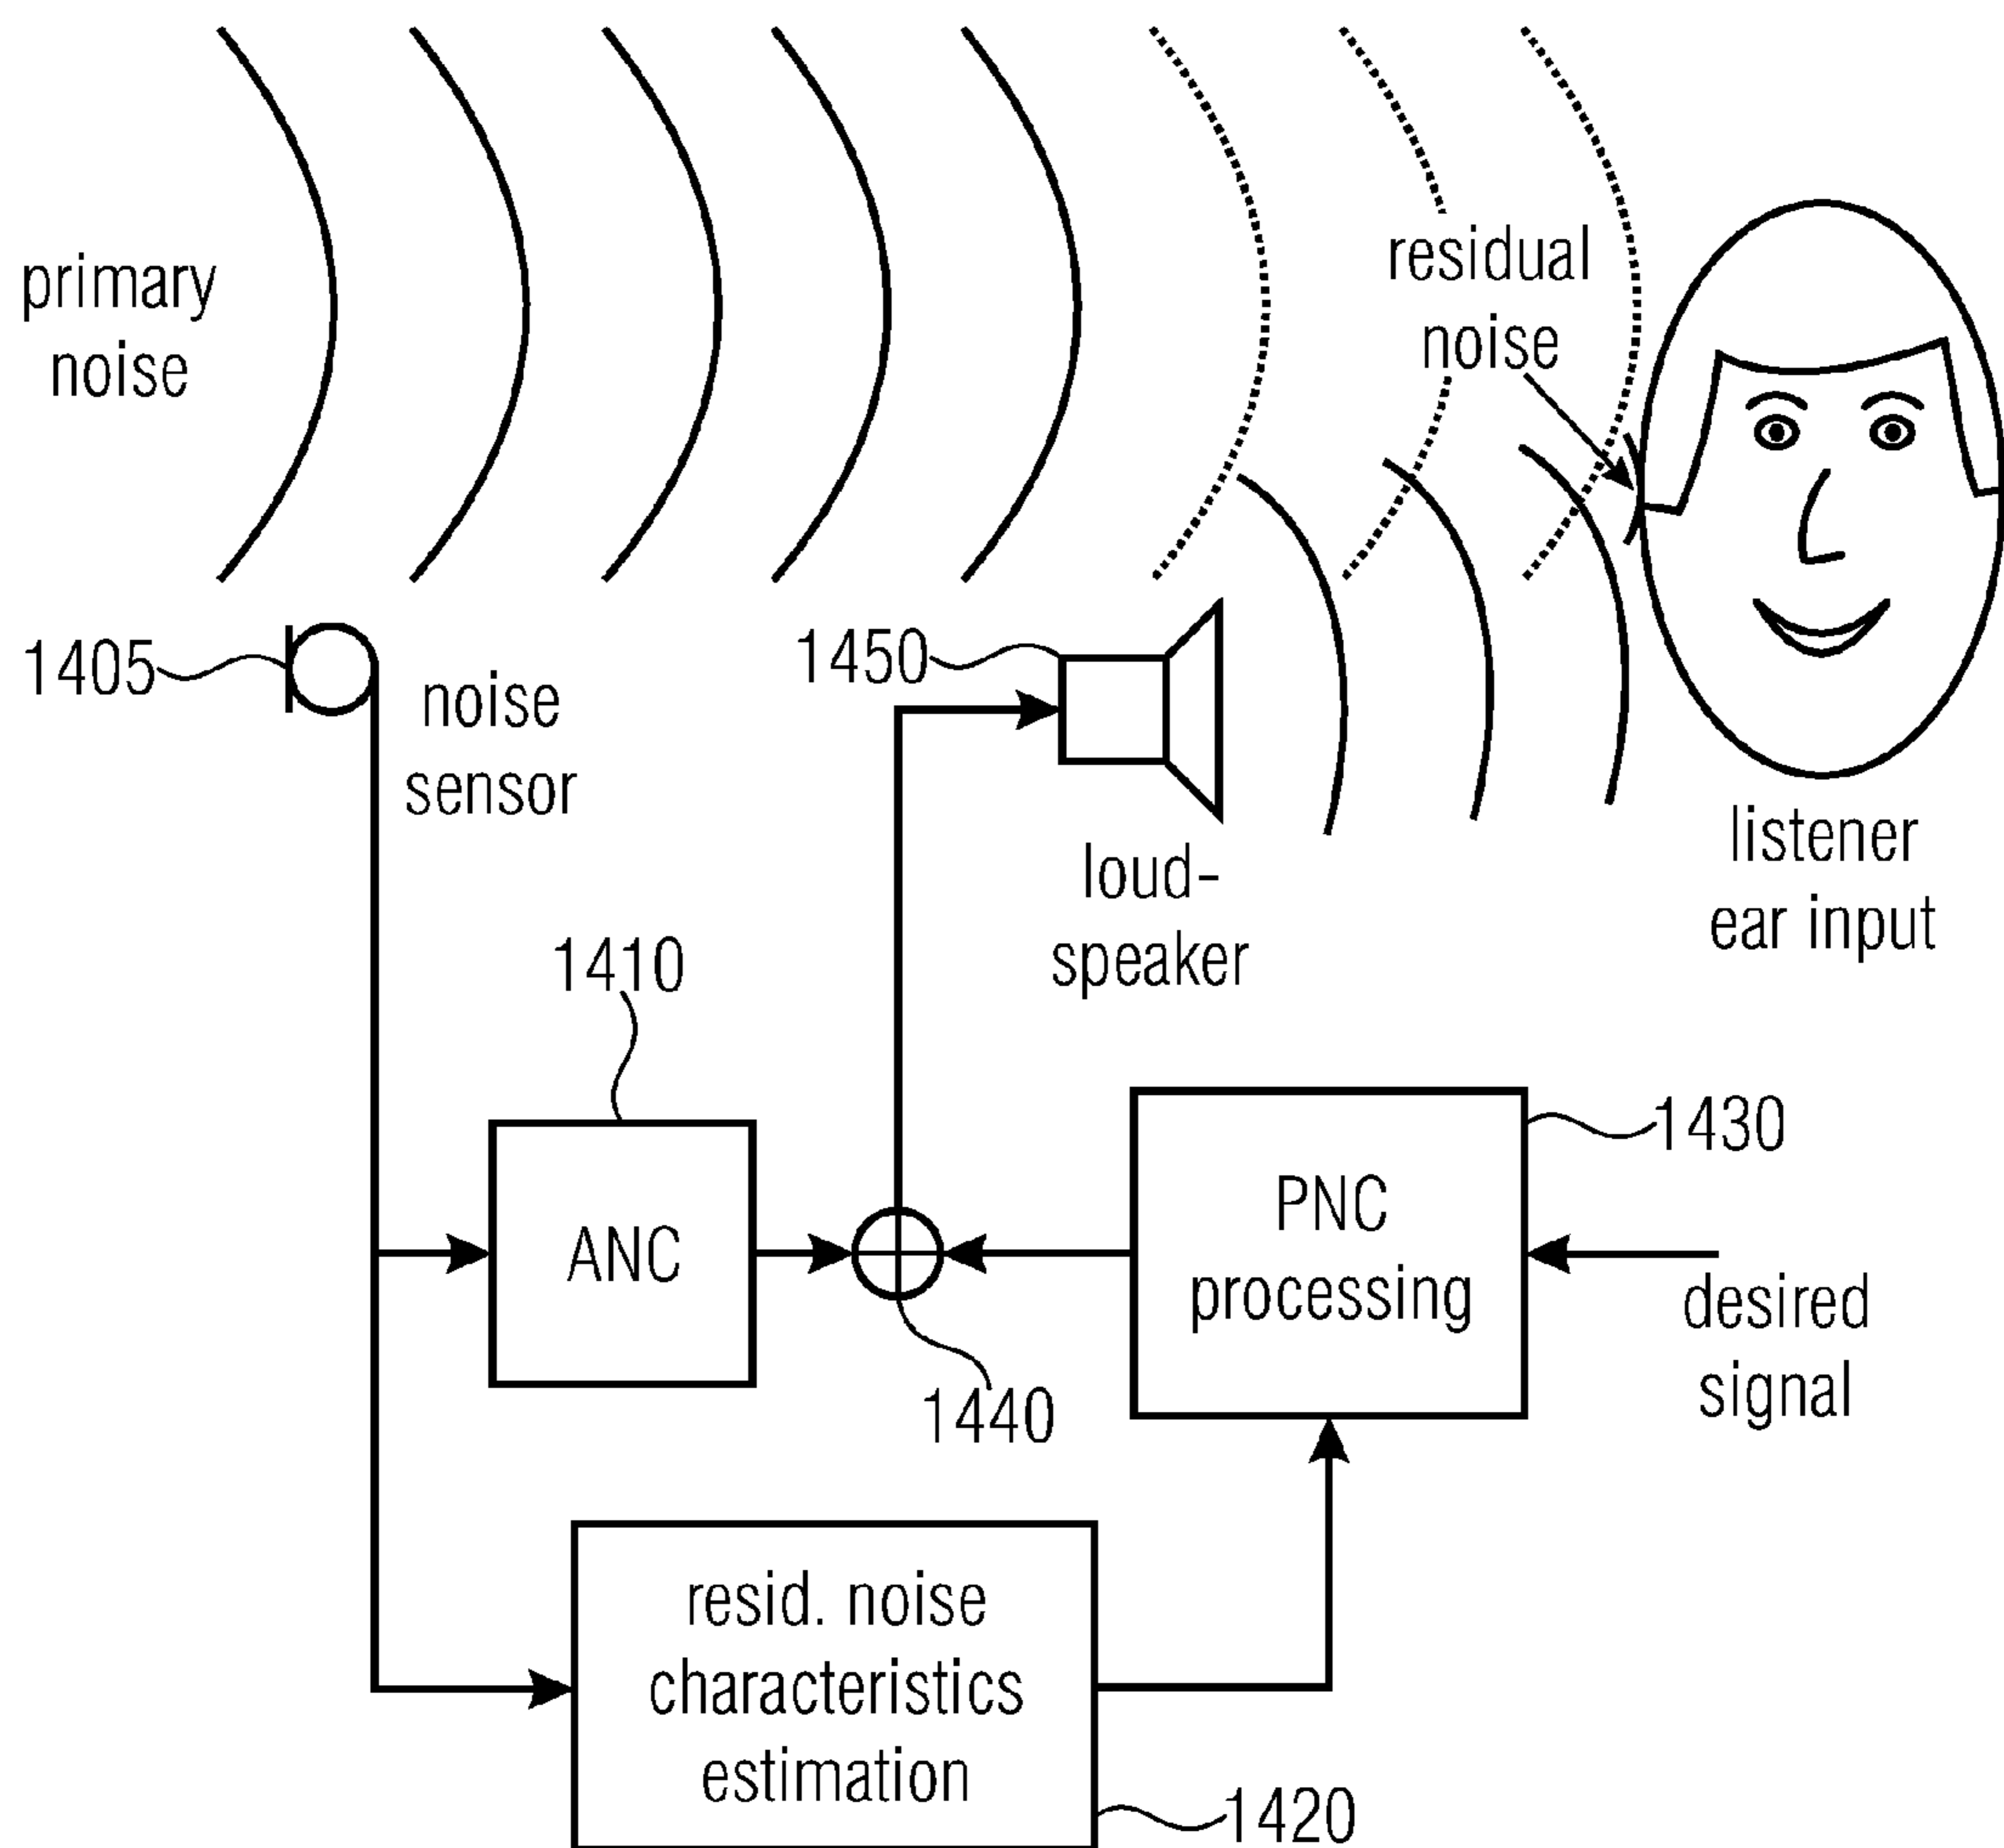 primary
noise
residual
noise
1405
noise
sensor
1450
loud-
speaker
listener
ear input
1410
ANC
1440
PNC
processing
1430
desired
signal
resid. noise
characteristics
estimation
1420